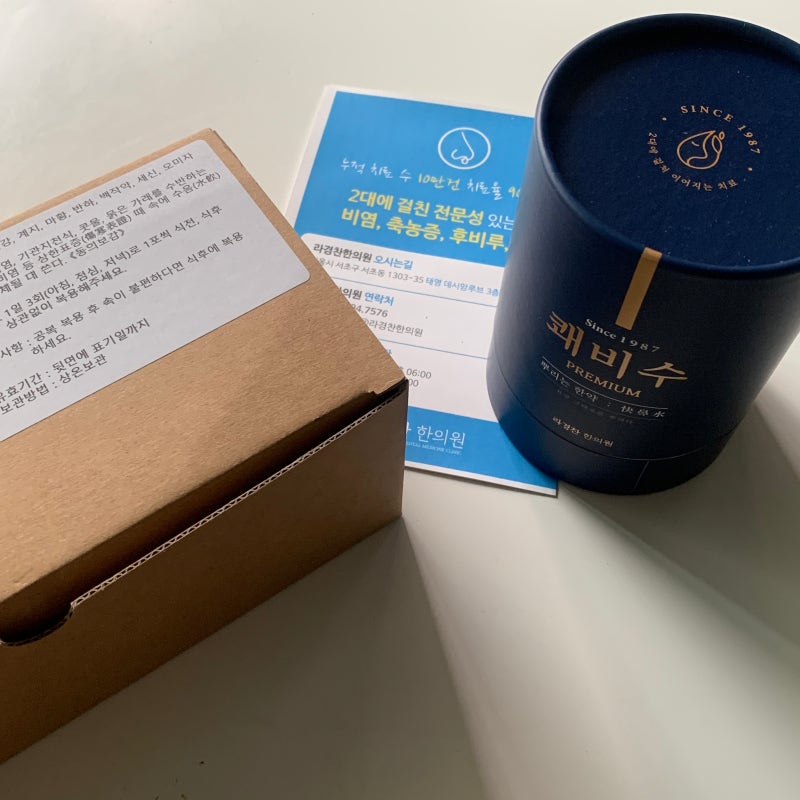 강, 계지, 마황, 반하, 백작약, 세신, 오미자
염, 기관지천식, 콧물, 묽은 가래를 수반하는
비염 등 상한표증(傷寒表證) 때 속에 수음(水飮)
체될 대 쓴다. <동의보감>
1일 3회(아침, 점심, 저녁)로 1포씩 식전, 식후
상관없이 복용해주세요.
사항 : 공복 복용 후 속이 불편하다면 식후에 복용
하세요.
유효기간 : 뒷면에 표기일까지
보관방법 : 상온보관
누적 치료 수 10만건 치료율
2대에 걸친 전문성 있는
비염, 축농증, 후비루,
라경찬한의원 오시는길
울시 서초구 서초동 1303-35 태영 데시앙루브 3층
한의원 연락처
94.7576
@라경찬한의원
06:00
한의원
SINCE 1987
2대에 걸쳐 이어지는 치료
Since 1987
쾌비수
PREMIUM
뿌리는 한약 : 快鼻水
라경찬 한의원